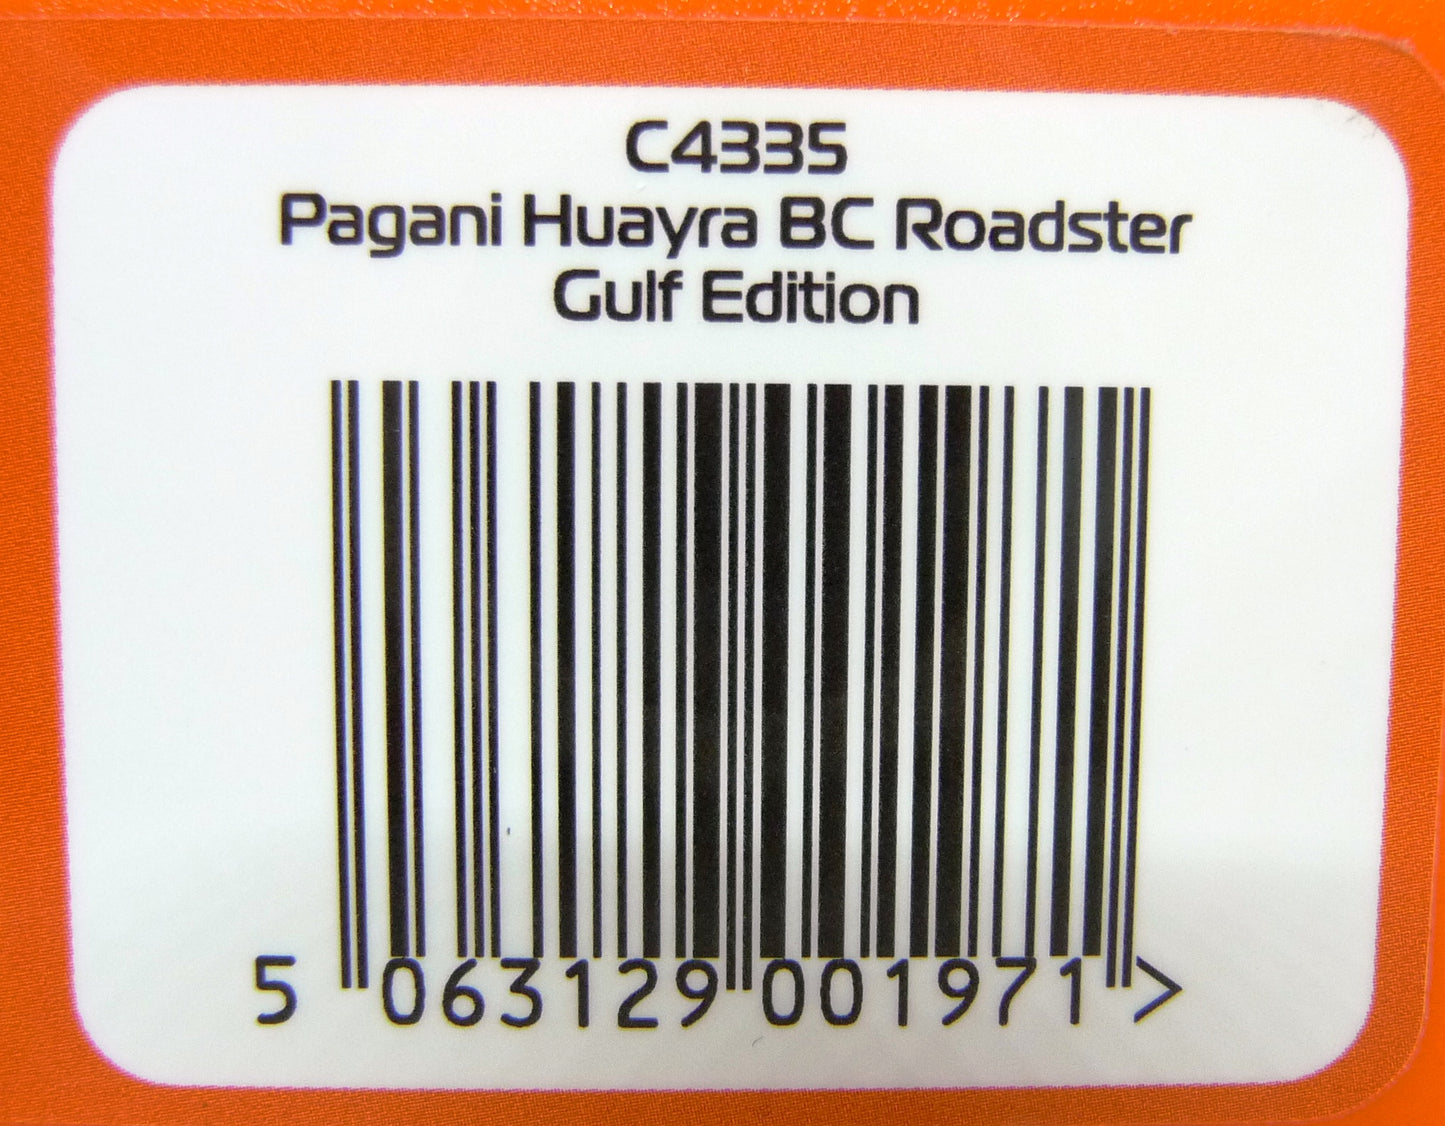 C4335
Pagani Huayra BC Roadster
Gulf Edition
5 063129 001971 >